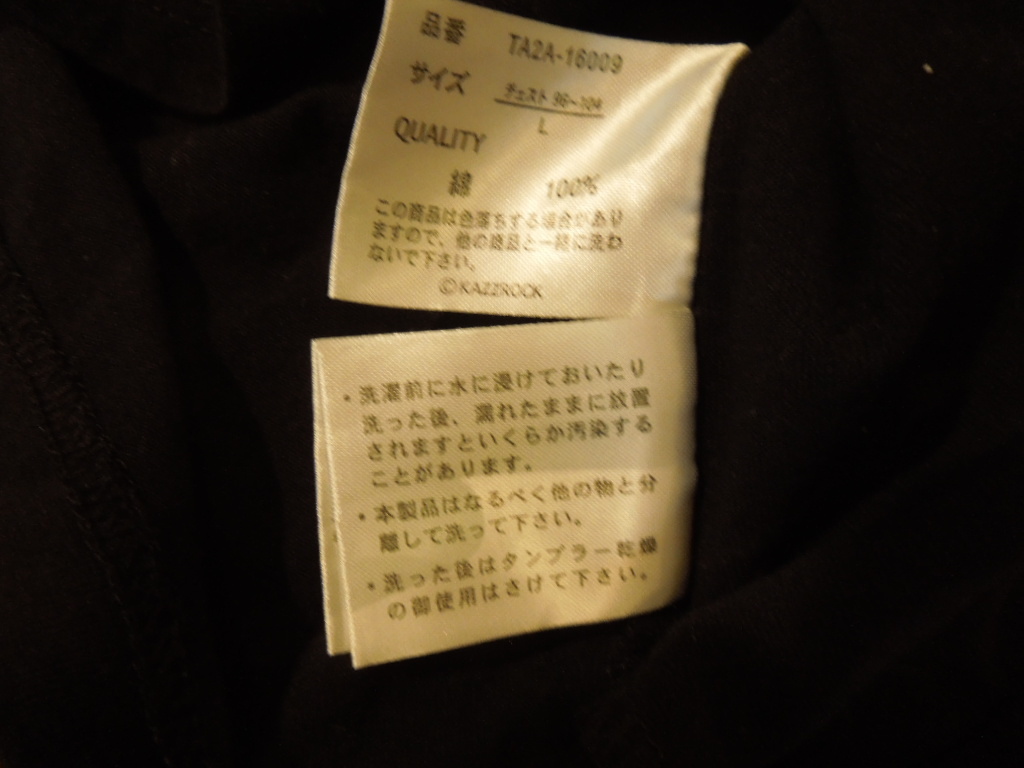 品番 TA2A-16009
サイズ チェスト 96~104
L
QUALITY
綿 100%
この商品は色落ちする場合があり
ますので、他の商品と一緒に洗わ
ないで下さい。
©KAZZROCK
・洗濯前に水に浸けておいたり
洗った後、濡れたままに放置
されますといくらか汚染する
ことがあります。
・本製品はなるべく他の物と分
離して洗って下さい。
・洗った後はタンブラー乾燥
の御使用はさけて下さい。